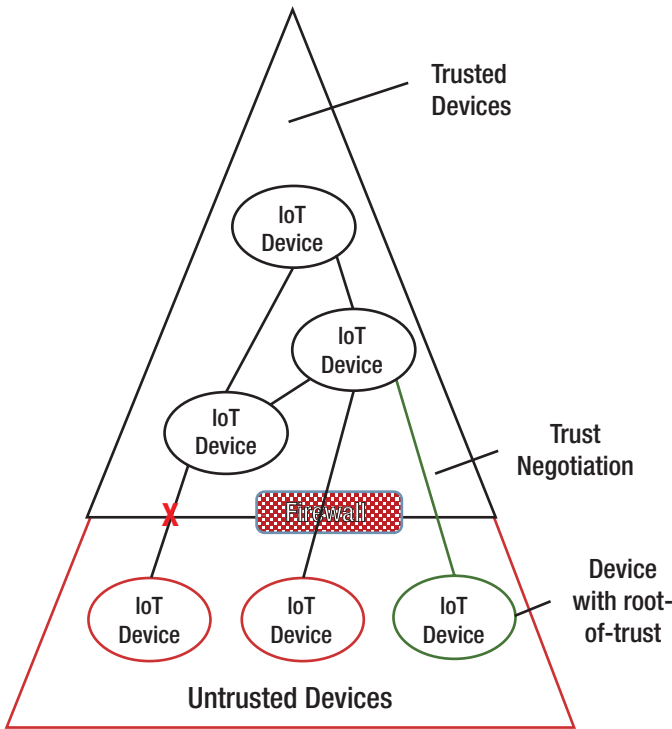 Trusted
Devices
IoT
Device
IoT
Device
IoT
Device
Trust
Negotiation
X
Firewall
IoT
Device
IoT
Device
IoT
Device
Device
with root-
of-trust
Untrusted Devices